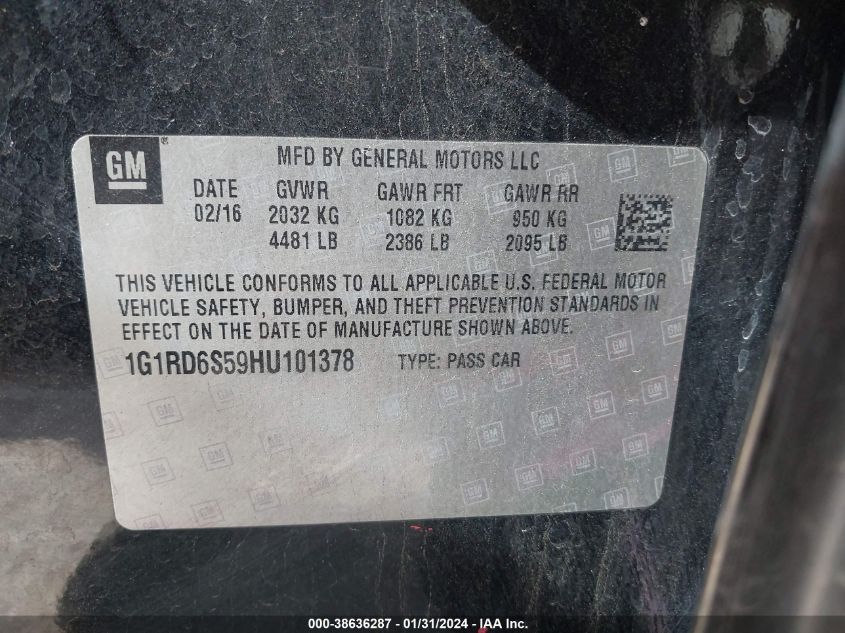 GM ®
MFD BY GENERAL MOTORS LLC
DATE GVWR GAWR FRT GAWR RR
02/16 2032 KG 1082 KG 950 KG
4481 LB 2386 LB 2095 LB
THIS VEHICLE CONFORMS TO ALL APPLICABLE U.S. FEDERAL MOTOR
VEHICLE SAFETY, BUMPER, AND THEFT PREVENTION STANDARDS IN
EFFECT ON THE DATE OF MANUFACTURE SHOWN ABOVE.
1G1RD6S59HU101378 TYPE: PASS CAR
000-38636287 - 01/31/2024 - IAA Inc.